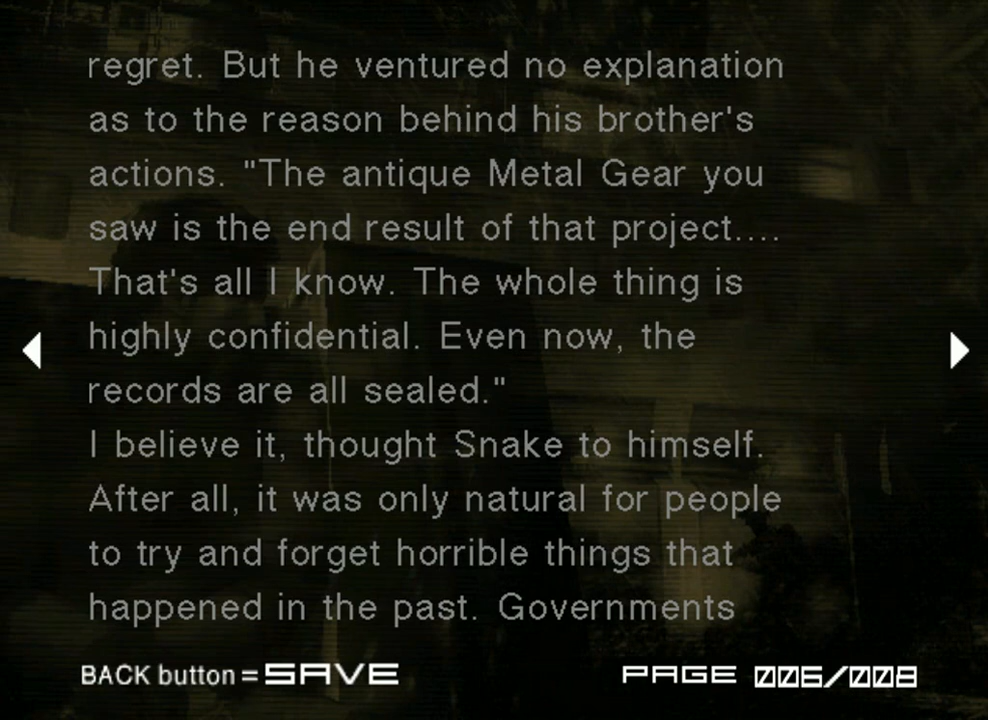 regret. But he ventured no explanation
as to the reason behind his brother's
actions. "The antique Metal Gear you
saw is the end result of that project....
That's all I know. The whole thing is
highly confidential. Even now, the
records are all sealed."
I believe it, thought Snake to himself.
After all, it was only natural for people
to try and forget horrible things that
happened in the past. Governments
BACK button = SAVE
PAGE 006/008